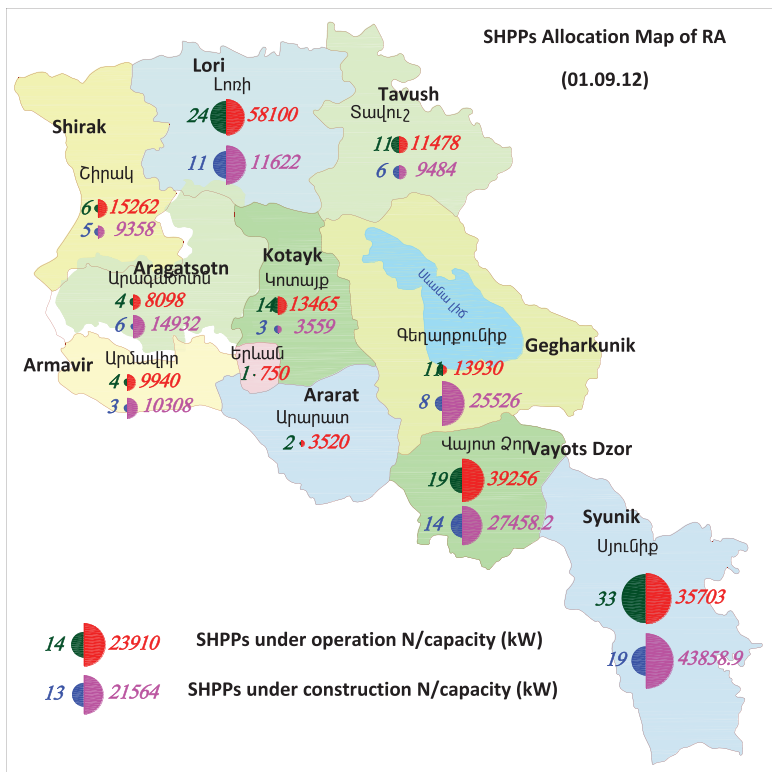 SHPPs Allocation Map of RA
(01.09.12)
Lori
Լոռի
24 58100
11 11622
Tavush
Տավուշ
11 11478
6 9484
Shirak
Շիրակ
6 15262
5 9358
Aragatsotn
Արագածոտն
4 8098
6 14932
Kotayk
Կոտայք
14 13465
3 3559
Սևանա լիճ
Գեղարքունիք
Gegharkunik
11 13930
8 25526
Armavir
Արմավիր
4 9940
3 10308
Երևան
1 · 750
Ararat
Արարատ
2 3520
Վայոտ Ձոր
Vayots Dzor
19 39256
14 27458.2
Syunik
Սյունիք
33 35703
19 43858.9
14 23910 SHPPs under operation N/capacity (kW)
13 21564 SHPPs under construction N/capacity (kW)